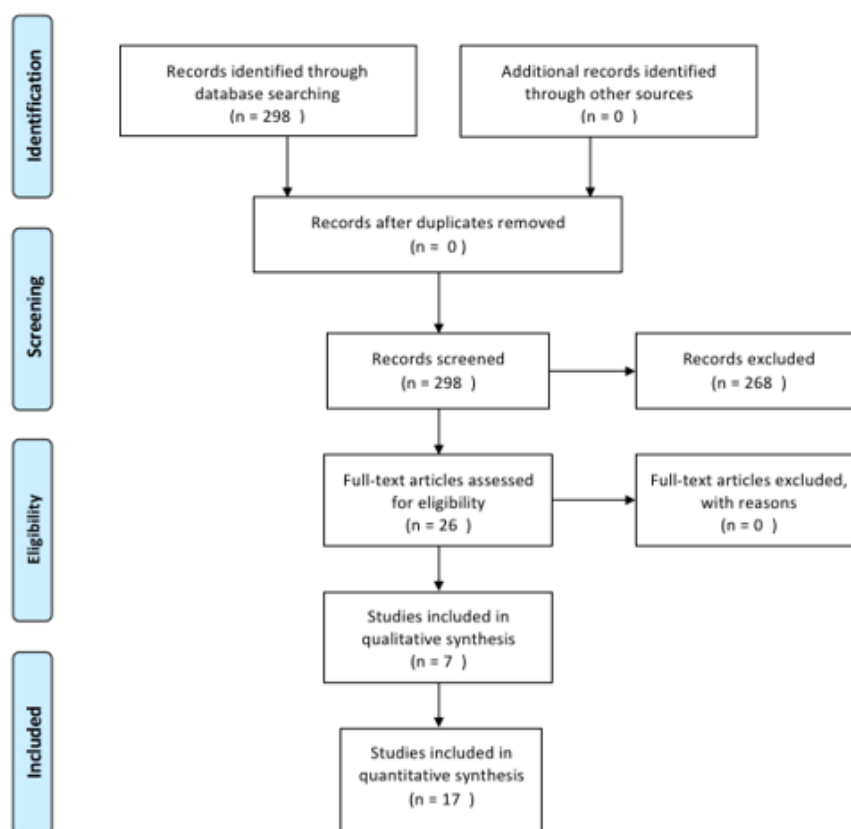 Identification
Records identified through
database searching
(n = 298 )
Additional records identified
through other sources
(n = 0 )
Records after duplicates removed
(n = 0 )
Screening
Records screened
(n = 298 )
Records excluded
(n = 268 )
Eligibility
Full-text articles assessed
for eligibility
(n = 26 )
Full-text articles excluded,
with reasons
(n = 0 )
Studies included in
qualitative synthesis
(n = 7 )
Included
Studies included in
quantitative synthesis
(n = 17 )